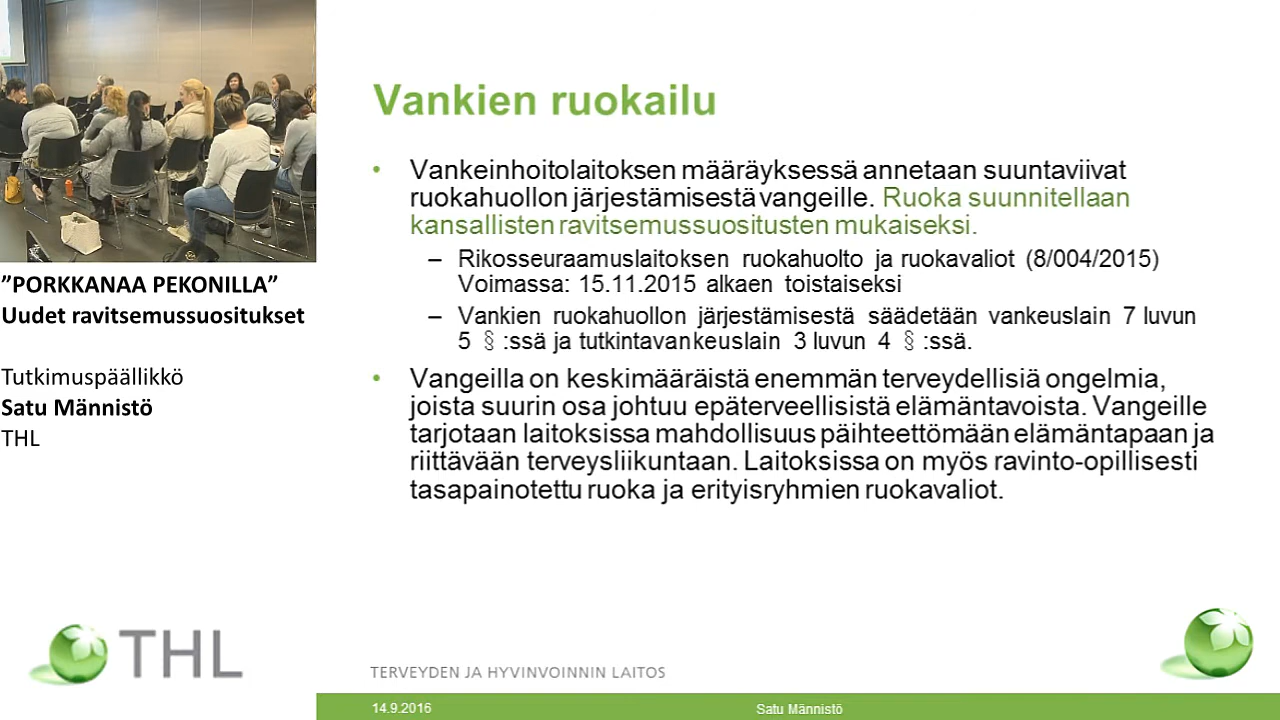 ”PORKKANAA PEKONILLA”
Uudet ravitsemussuositukset
Tutkimuspäällikkö
Satu Männistö
THL
THL
Vankien ruokailu
• Vankeinhoitolaitoksen määräyksessä annetaan suuntaviivat
ruokahuollon järjestämisestä vangeille. Ruoka suunnitellaan
kansallisten ravitsemussuositusten mukaiseksi.
– Rikosseuraamuslaitoksen ruokahuolto ja ruokavaliot (8/004/2015)
Voimassa: 15.11.2015 alkaen toistaiseksi
– Vankien ruokahuollon järjestämisestä säädetään vankeuslain 7 luvun
5 § :ssä ja tutkintavankeuslain 3 luvun 4 § :ssä.
• Vangeilla on keskimääräistä enemmän terveydellisiä ongelmia,
joista suurin osa johtuu epäterveellisistä elämäntavoista. Vangeille
tarjotaan laitoksissa mahdollisuus päihteettömään elämäntapaan ja
riittävään terveysliikuntaan. Laitoksissa on myös ravinto-opillisesti
tasapainotettu ruoka ja erityisryhmien ruokavaliot.
TERVEYDEN JA HYVINVOINNIN LAITOS
14.9.2016
Satu Männistö